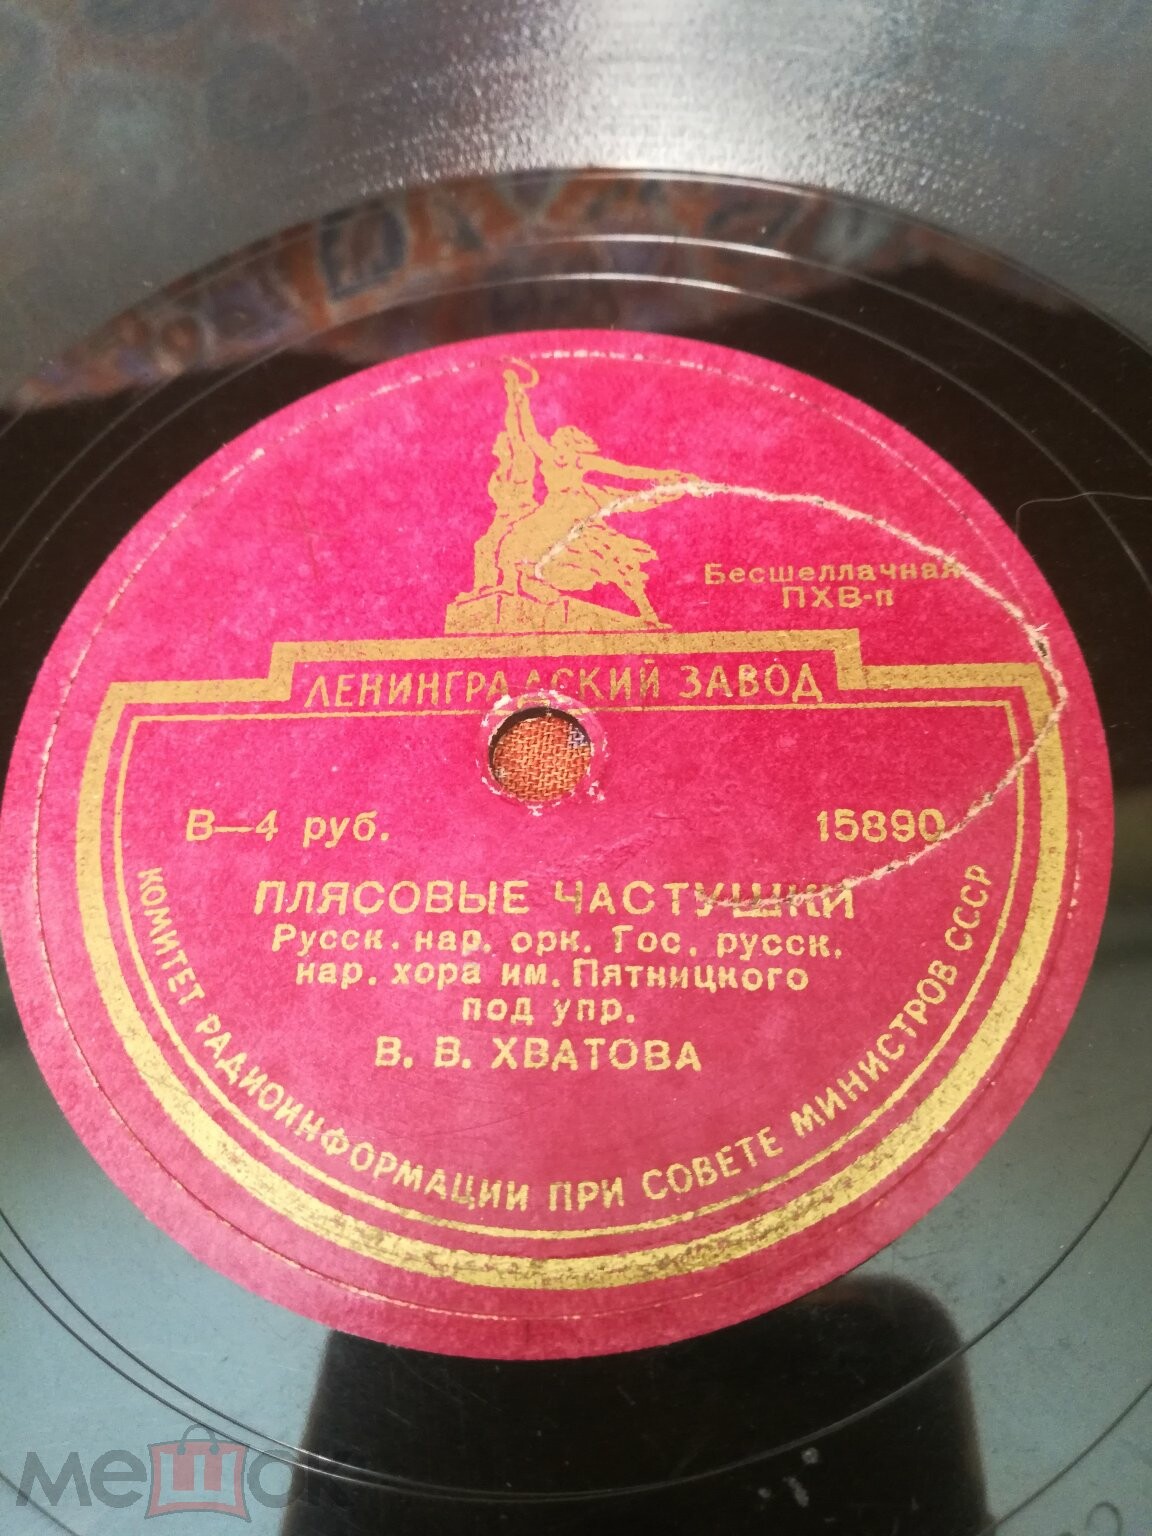 Бесшеллачная
ПХВ-п
ЛЕНИНГРАДСКИЙ ЗАВОД
В—4 руб.
15890
ПЛЯСОВЫЕ ЧАСТУШКИ
Русск. нар. орк. Гос. русск.
нар. хора им. Пятницкого
под упр.
В. В. ХВАТОВА
КОМИТЕТ РАДИОИНФОРМАЦИИ ПРИ СОВЕТЕ МИНИСТРОВ СССР
мешок